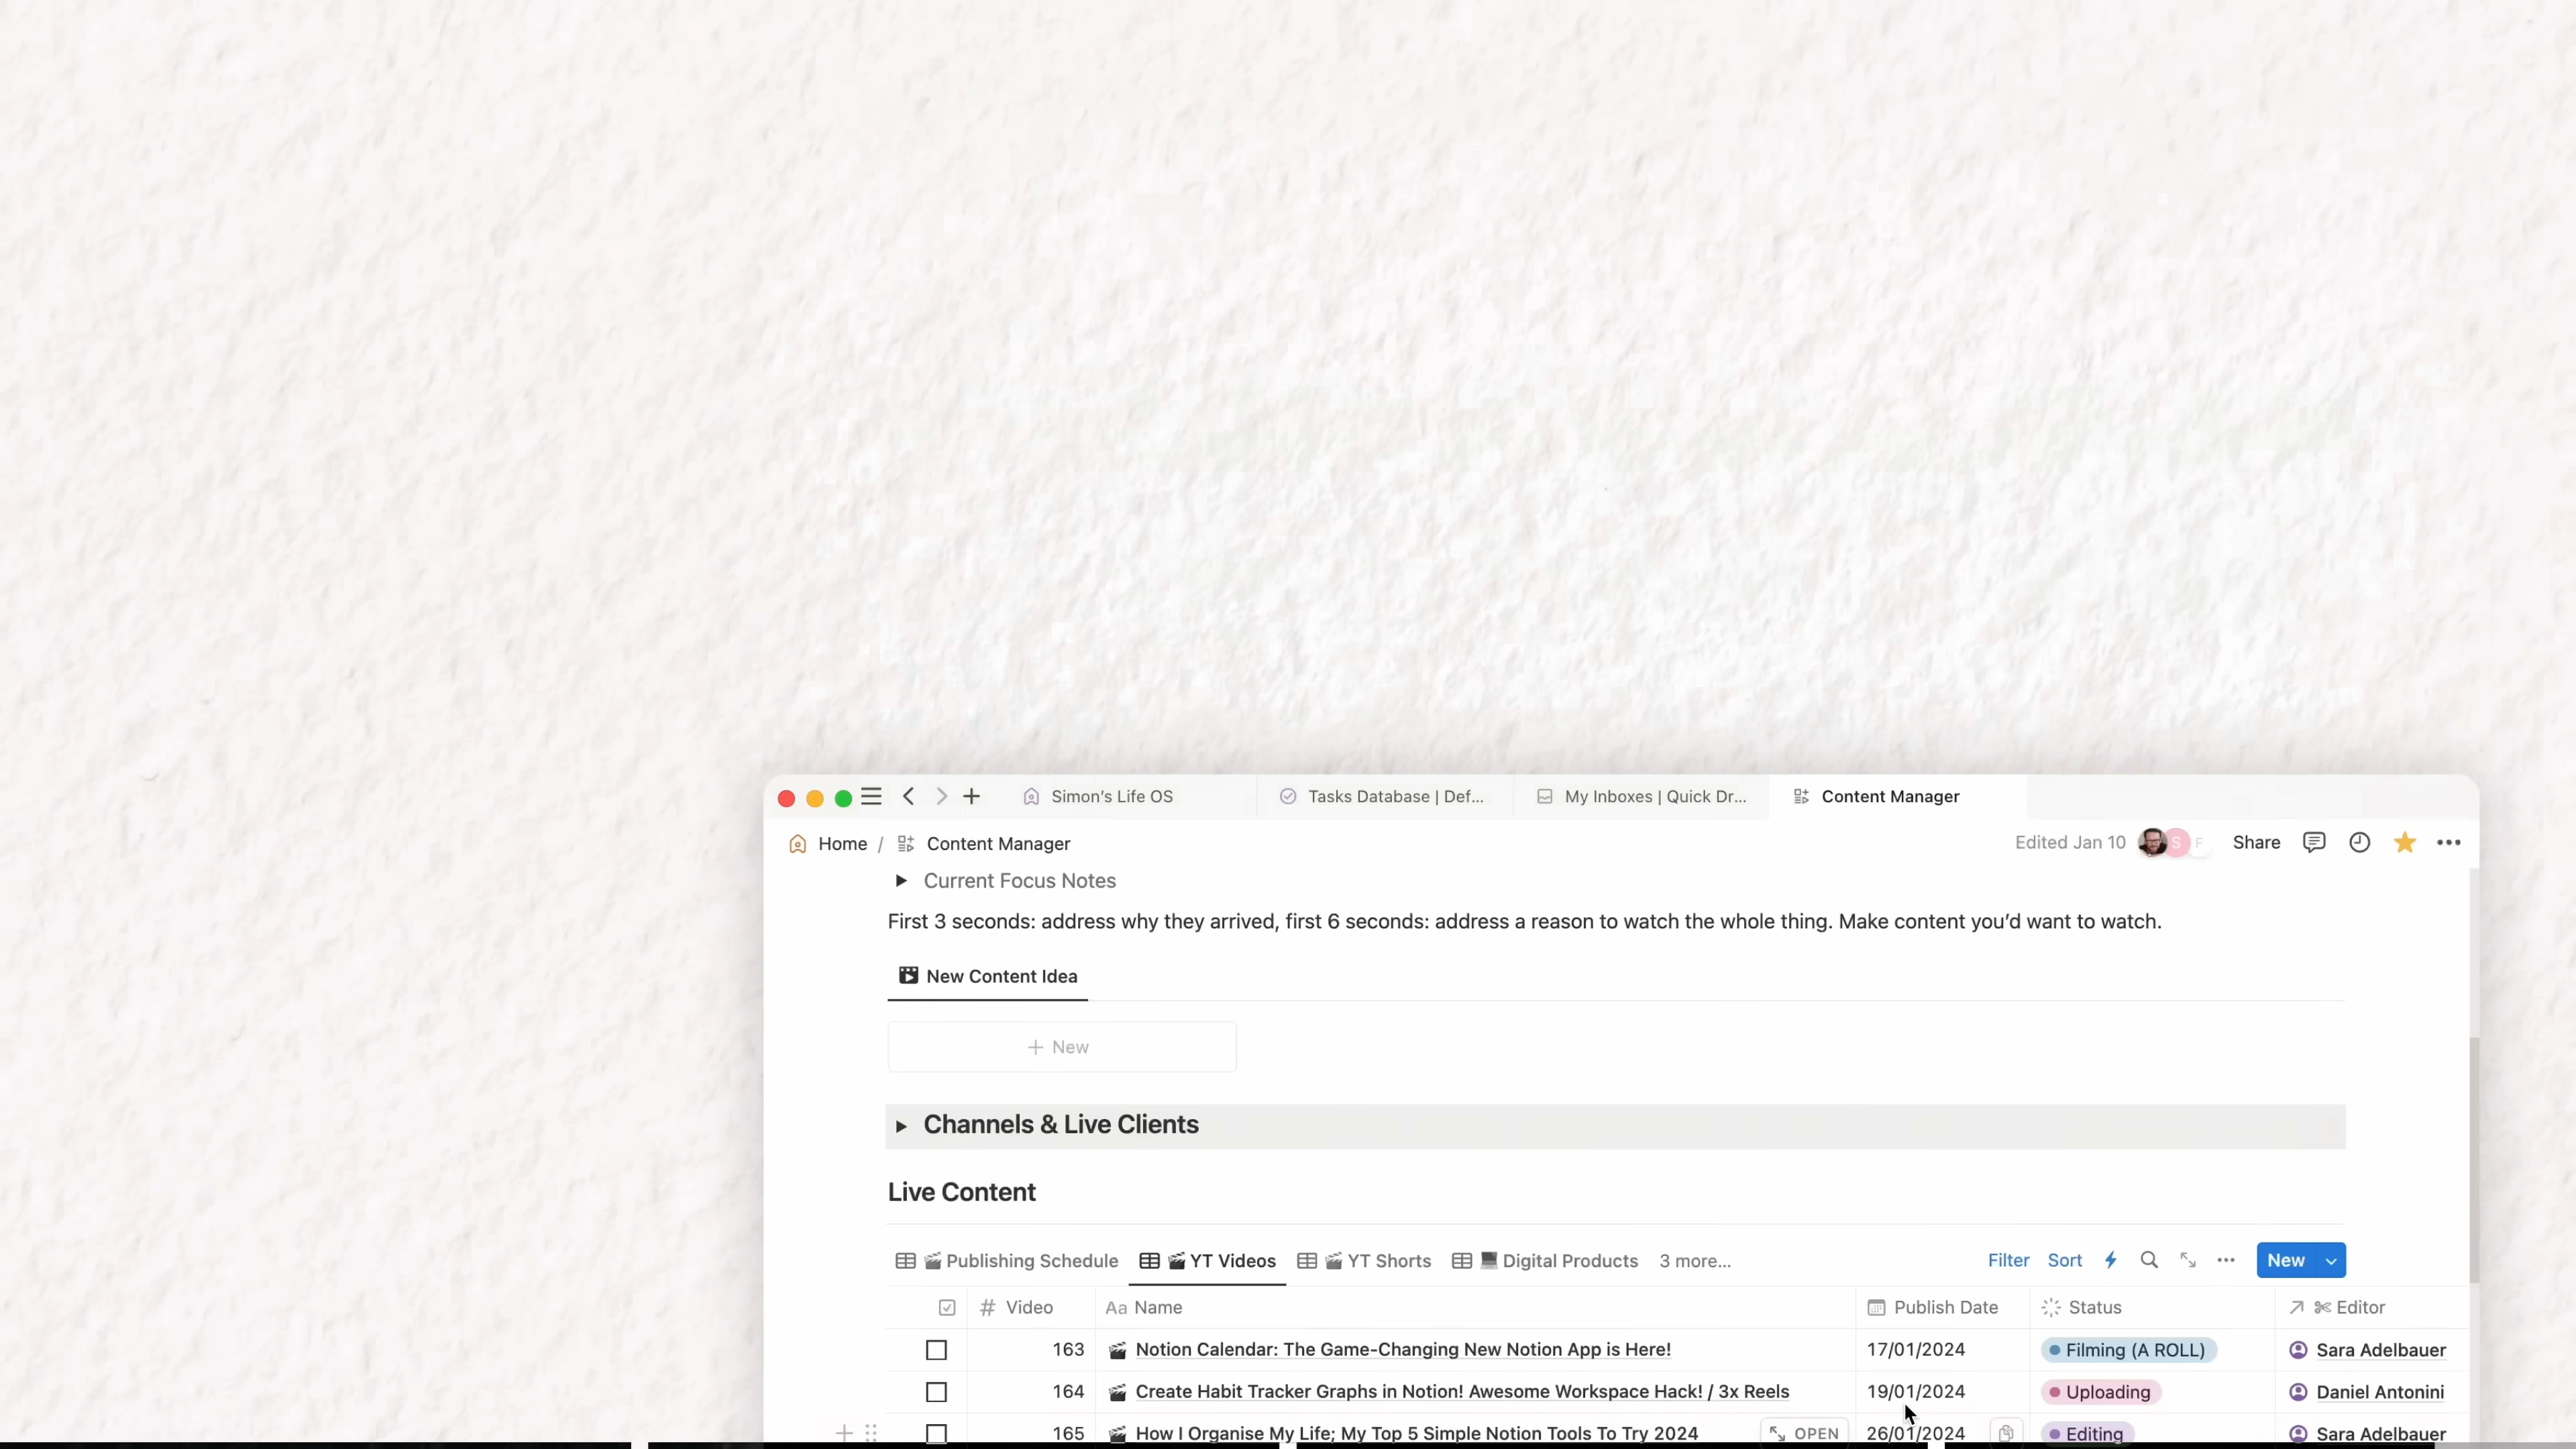 Simon's Life OS Tasks Database | Def... My Inboxes | Quick Dr... Content Manager
Home / Content Manager Edited Jan 10 S F Share
Current Focus Notes
First 3 seconds: address why they arrived, first 6 seconds: address a reason to watch the whole thing. Make content you'd want to watch.
New Content Idea
+ New
Channels & Live Clients
Live Content
Publishing Schedule YT Videos YT Shorts Digital Products 3 more... Filter Sort New
# Video Aa Name Publish Date Status Editor
163 Notion Calendar: The Game-Changing New Notion App is Here! 17/01/2024 Filming (A ROLL) Sara Adelbauer
164 Create Habit Tracker Graphs in Notion! Awesome Workspace Hack! / 3x Reels 19/01/2024 Uploading Daniel Antonini
165 How I Organise My Life; My Top 5 Simple Notion Tools To Try 2024 OPEN 26/01/2024 Editing Sara Adelbauer